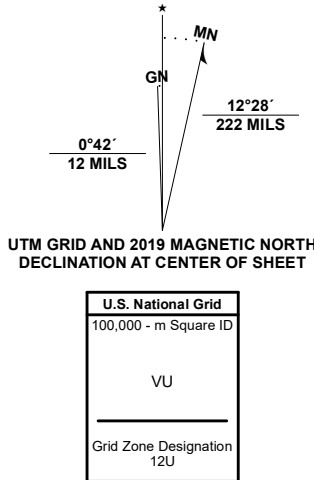 ★
MN
GN
0°42´
12 MILS
12°28´
222 MILS
UTM GRID AND 2019 MAGNETIC NORTH
DECLINATION AT CENTER OF SHEET
U.S. National Grid
100,000 - m Square ID
VU
Grid Zone Designation
12U